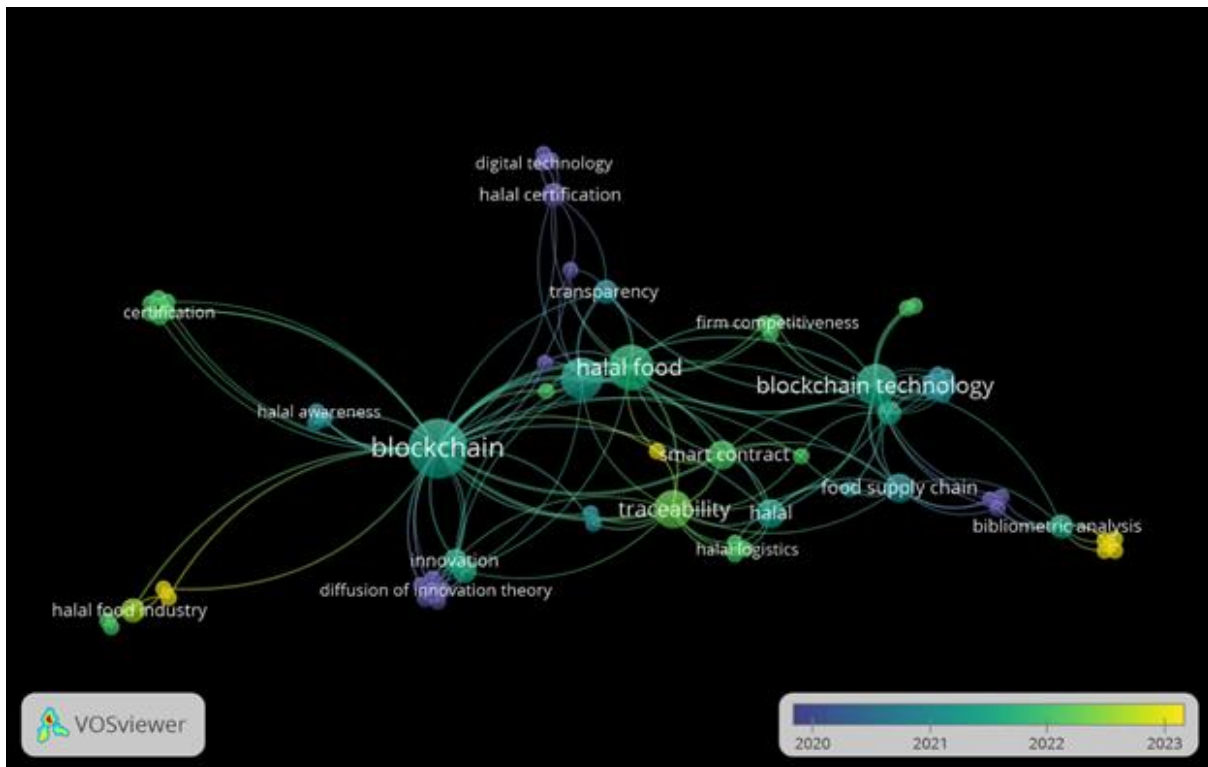 digital technology
halal certification
transparency
certification
firm competitiveness
halal food
blockchain technology
halal awareness
blockchain
smart contract
food supply chain
traceability
halal
bibliometric analysis
halal logistics
innovation
diffusion of innovation theory
halal food industry
VOSviewer
2020 2021 2022 2023